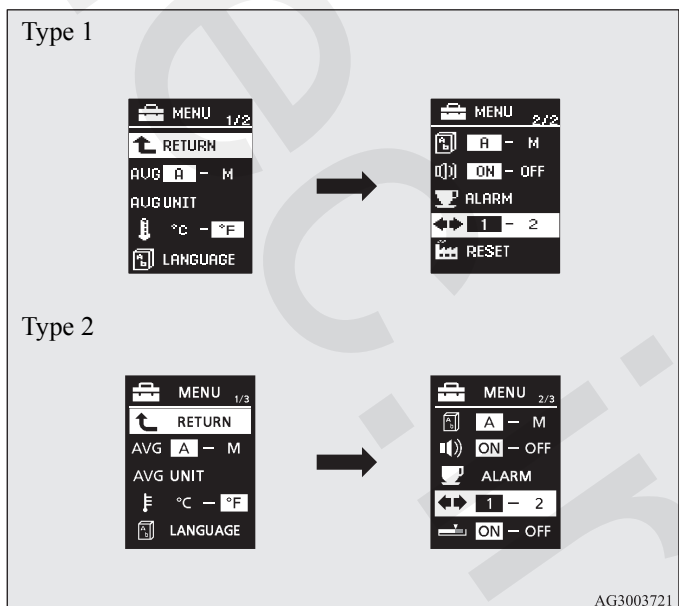 Type 1
MENU 1/2
RETURN
AVG A - M
AVG UNIT
°C - °F
LANGUAGE
MENU 2/2
A - M
ON - OFF
ALARM
1 - 2
RESET
Type 2
MENU 1/3
RETURN
AVG A - M
AVG UNIT
°C - °F
LANGUAGE
MENU 2/3
A - M
ON - OFF
ALARM
1 - 2
ON - OFF
AG3003721